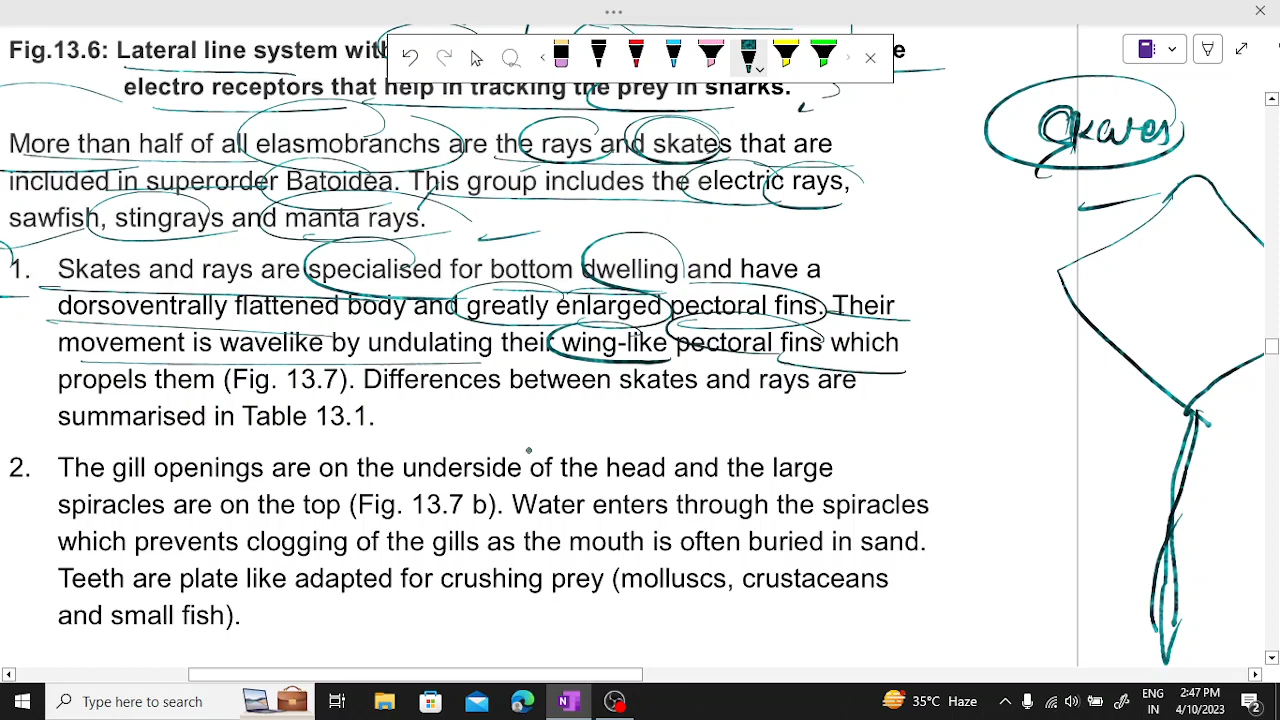 Fig.13.6: Lateral line system with
e
electro receptors that help in tracking the prey in sharks.
More than half of all elasmobranchs are the rays and skates that are
included in superorder Batoidea. This group includes the electric rays,
sawfish, stingrays and manta rays.
Skates
1. Skates and rays are specialised for bottom dwelling and have a
dorsoventrally flattened body and greatly enlarged pectoral fins. Their
movement is wavelike by undulating their wing-like pectoral fins which
propels them (Fig. 13.7). Differences between skates and rays are
summarised in Table 13.1.
2. The gill openings are on the underside of the head and the large
spiracles are on the top (Fig. 13.7 b). Water enters through the spiracles
which prevents clogging of the gills as the mouth is often buried in sand.
Teeth are plate like adapted for crushing prey (molluscs, crustaceans
and small fish).
Type here to search
35°C Haze
ENG
IN
2:47 PM
4/10/2023
2